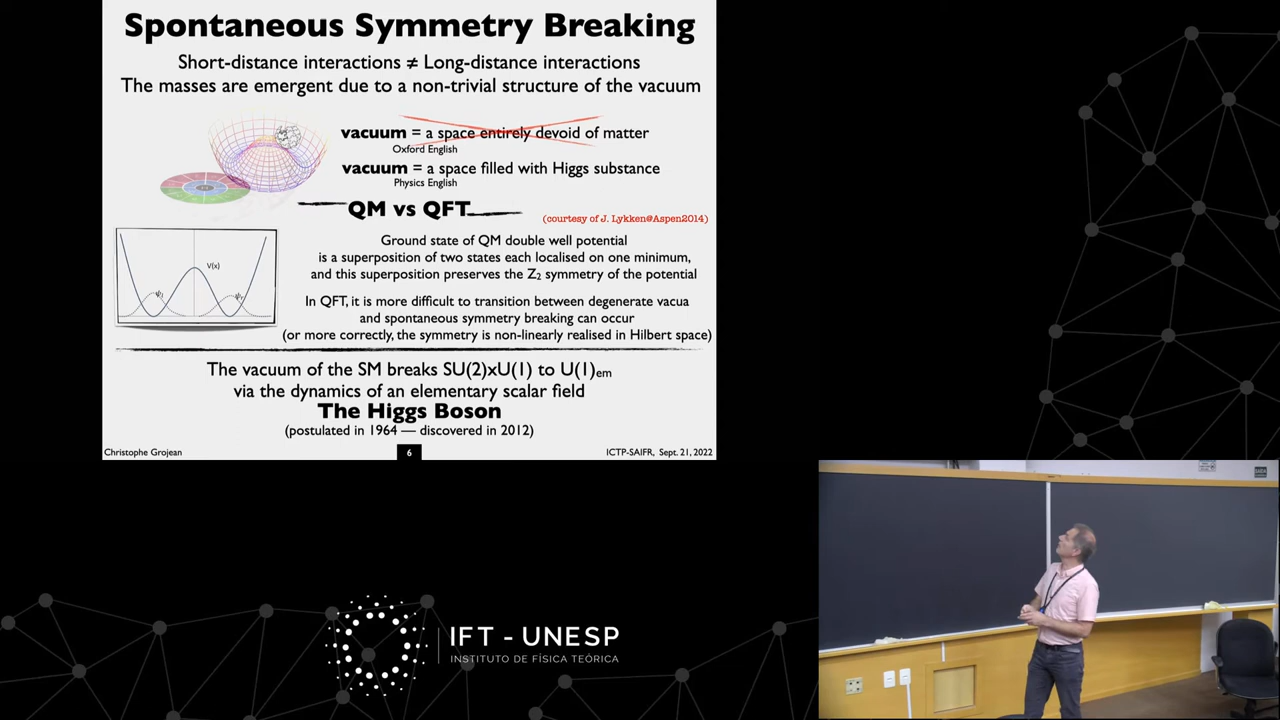 Spontaneous Symmetry Breaking
Short-distance interactions ≠ Long-distance interactions
The masses are emergent due to a non-trivial structure of the vacuum
vacuum = a space entirely devoid of matter
Oxford English
vacuum = a space filled with Higgs substance
Physics English
QM vs QFT
(courtesy of J. Lykken@Aspen2014)
Ground state of QM double well potential
is a superposition of two states each localised on one minimum,
and this superposition preserves the Z₂ symmetry of the potential
V(x)
In QFT, it is more difficult to transition between degenerate vacua
and spontaneous symmetry breaking can occur
(or more correctly, the symmetry is non-linearly realised in Hilbert space)
The vacuum of the SM breaks SU(2)xU(1) to U(1)em
via the dynamics of an elementary scalar field
The Higgs Boson
(postulated in 1964 — discovered in 2012)
Christophe Grojean
6
ICTP-SAIFR, Sept. 21, 2022
IFT - UNESP
INSTITUTO DE FÍSICA TEÓRICA